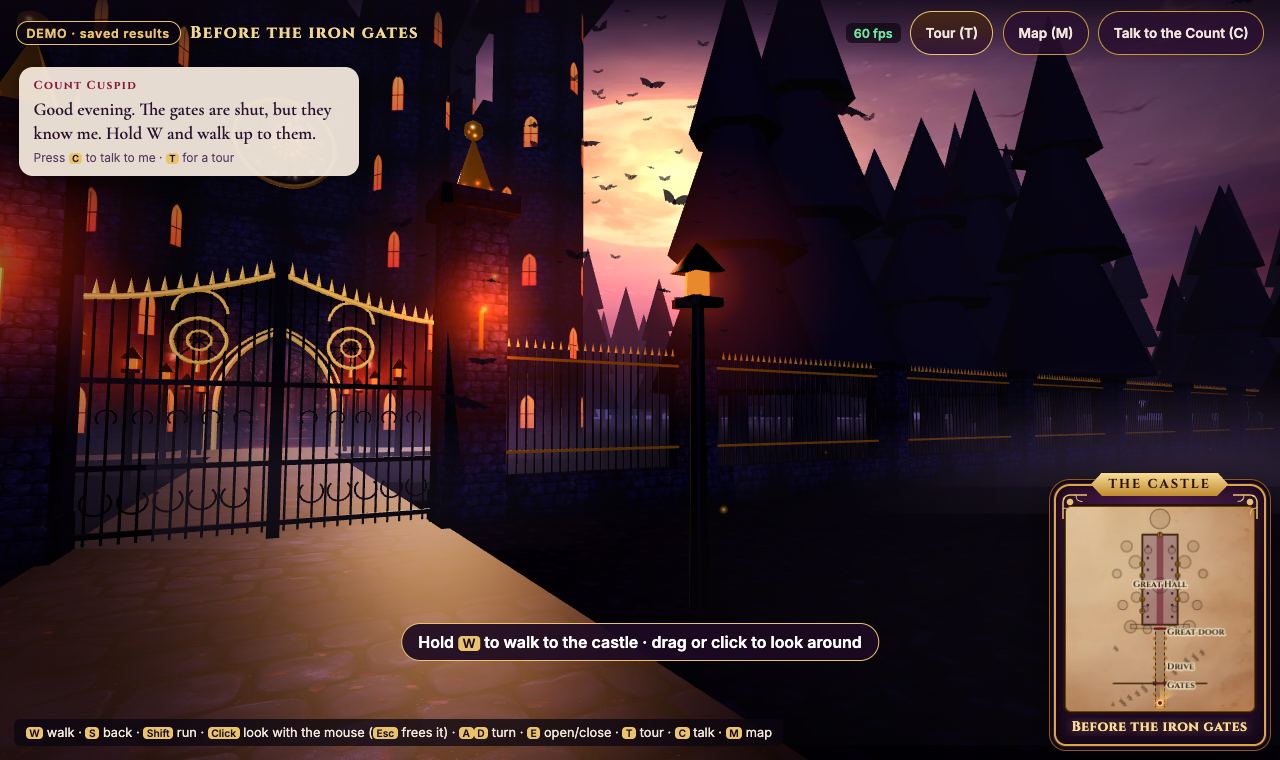 DEMO · saved results
Before the iron gates
60 fps
Tour (T)
Map (M)
Talk to the Count (C)
Count Cuspid
Good evening. The gates are shut, but they
know me. Hold W and walk up to them.
Press C to talk to me · T for a tour
THE CASTLE
Great Hall
Great door
Drive
Gates
Before the iron gates
Hold W to walk to the castle · drag or click to look around
W walk · S back · Shift run · Click look with the mouse (Esc frees it) · A D turn · E open/close · T tour · C talk · M map